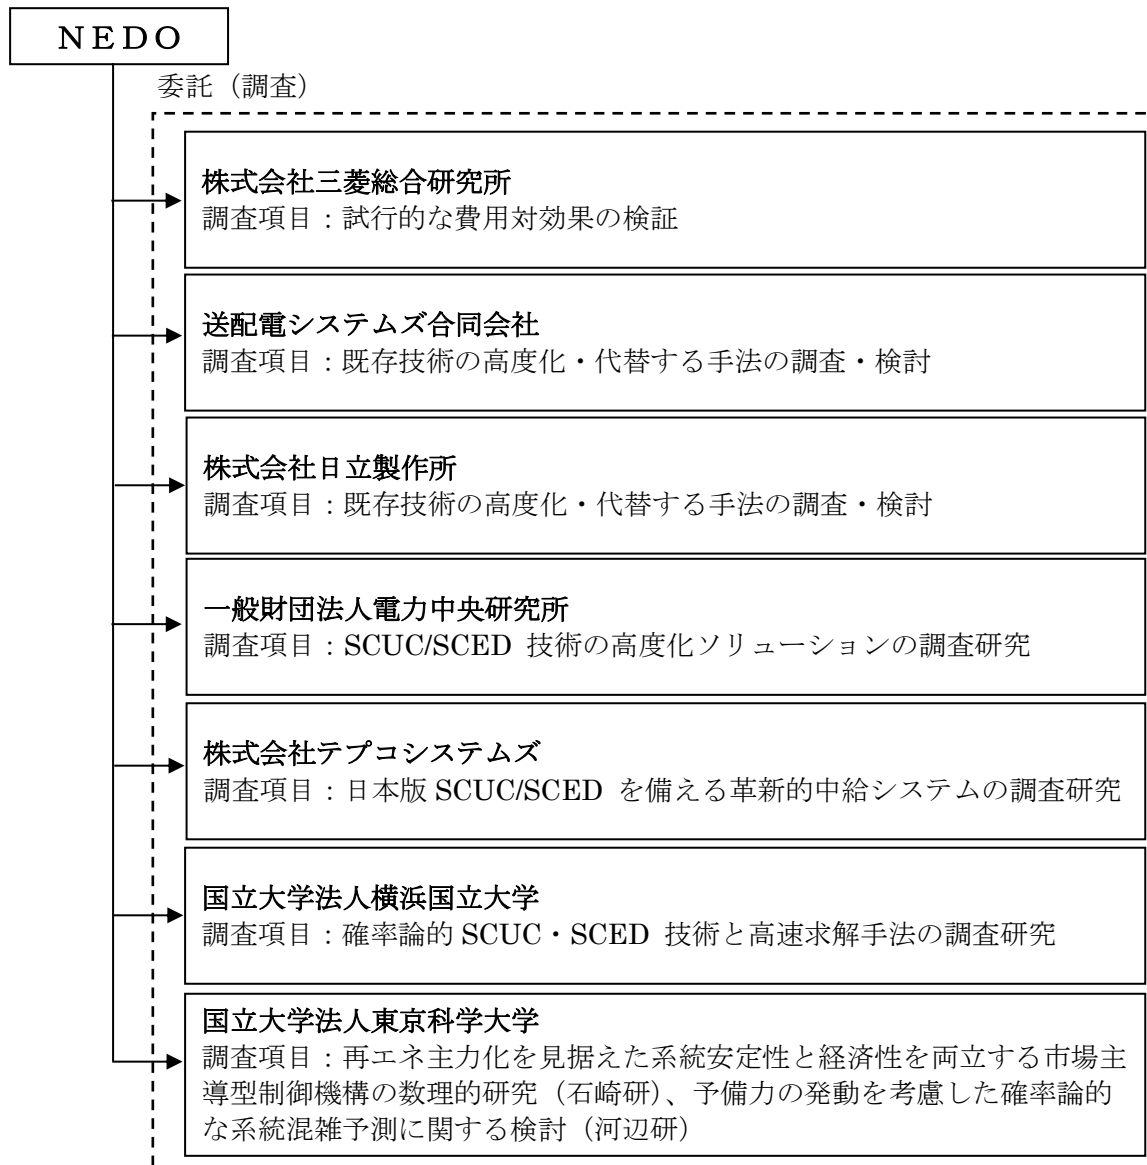 NEDO
委託（調査）
株式会社三菱総合研究所
調査項目：試行的な費用対効果の検証
送配電システムズ合同会社
調査項目：既存技術の高度化・代替する手法の調査・検討
株式会社日立製作所
調査項目：既存技術の高度化・代替する手法の調査・検討
一般財団法人電力中央研究所
調査項目：SCUC/SCED 技術の高度化ソリューションの調査研究
株式会社テプコシステムズ
調査項目：日本版 SCUC/SCED を備える革新的中給システムの調査研究
国立大学法人横浜国立大学
調査項目：確率論的 SCUC・SCED 技術と高速求解手法の調査研究
国立大学法人東京科学大学
調査項目：再エネ主力化を見据えた系統安定性と経済性を両立する市場主
導型制御機構の数理的研究（石崎研）、予備力の発動を考慮した確率論的
な系統混雑予測に関する検討（河辺研）